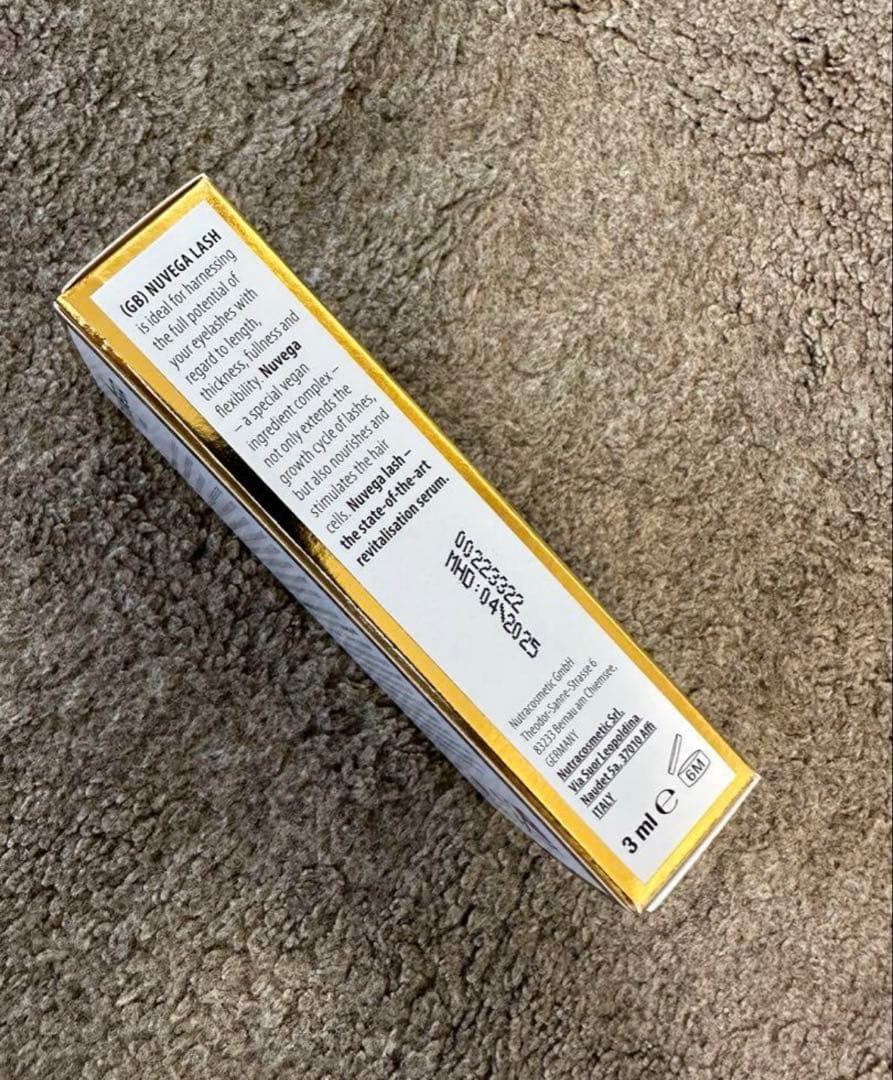 (GB) NUVEGA LASH
is ideal for harnessing
the full potential of
your eyelashes with
regard to length,
thickness, fullness and
flexibility. Nuvega
– a special vegan
ingredient complex –
not only extends the
growth cycle of lashes,
but also nourishes and
stimulates the hair
cells. Nuvega lash –
the state-of-the-art
revitalisation serum.
00223322
MHD:04\2025
Nutracosmetic GmbH
Theodor-Sanne-Strasse 6
83233 Bernau am Chiemsee,
GERMANY
Nutracosmetic Srl,
Via Suor Leopoldina
Naudet 5a, 37010 Affi
ITALY
3 ml e
6M